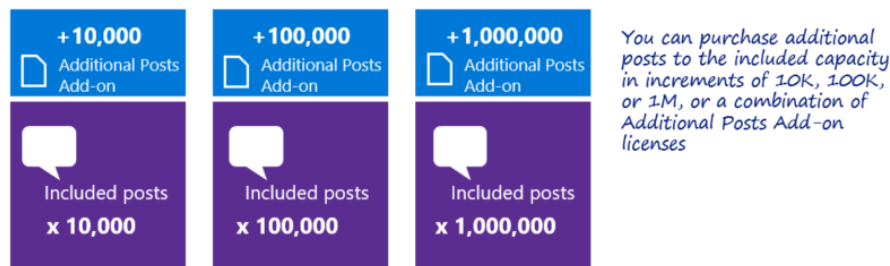 +10,000
Additional Posts
Add-on
Included posts
x 10,000
+100,000
Additional Posts
Add-on
Included posts
x 100,000
+1,000,000
Additional Posts
Add-on
Included posts
x 1,000,000
You can purchase additional
posts to the included capacity
in increments of 10K, 100K,
or 1M, or a combination of
Additional Posts Add-on
licenses